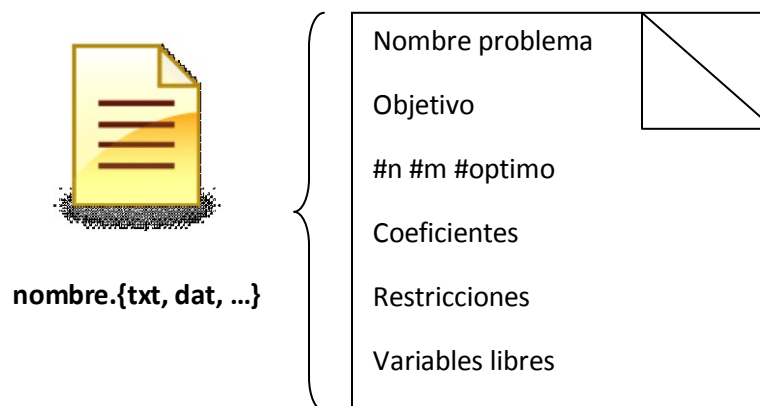 Nombre problema
Objetivo
#n #m #optimo
Coeficientes
nombre.{txt, dat, ...}
Restricciones
Variables libres